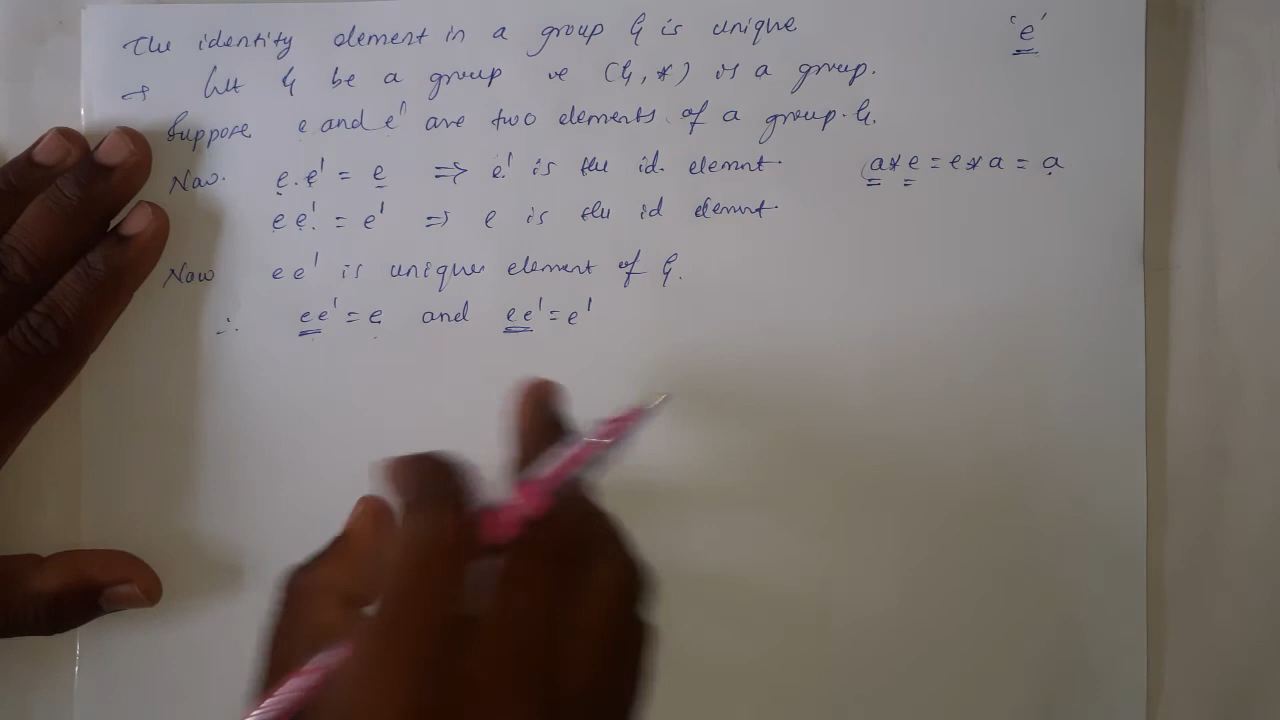 The identity element in a group G is unique
'e'
→ Let G be a group ie (G, *) is a group.
Suppose e and e' are two elements of a group G.
Now. e.e' = e ⇒ e' is the id. element. (a*e = e*a = a
ee' = e' ⇒ e is the id element.
Now ee' is unique element of G.
∴ ee' = e and ee' = e'